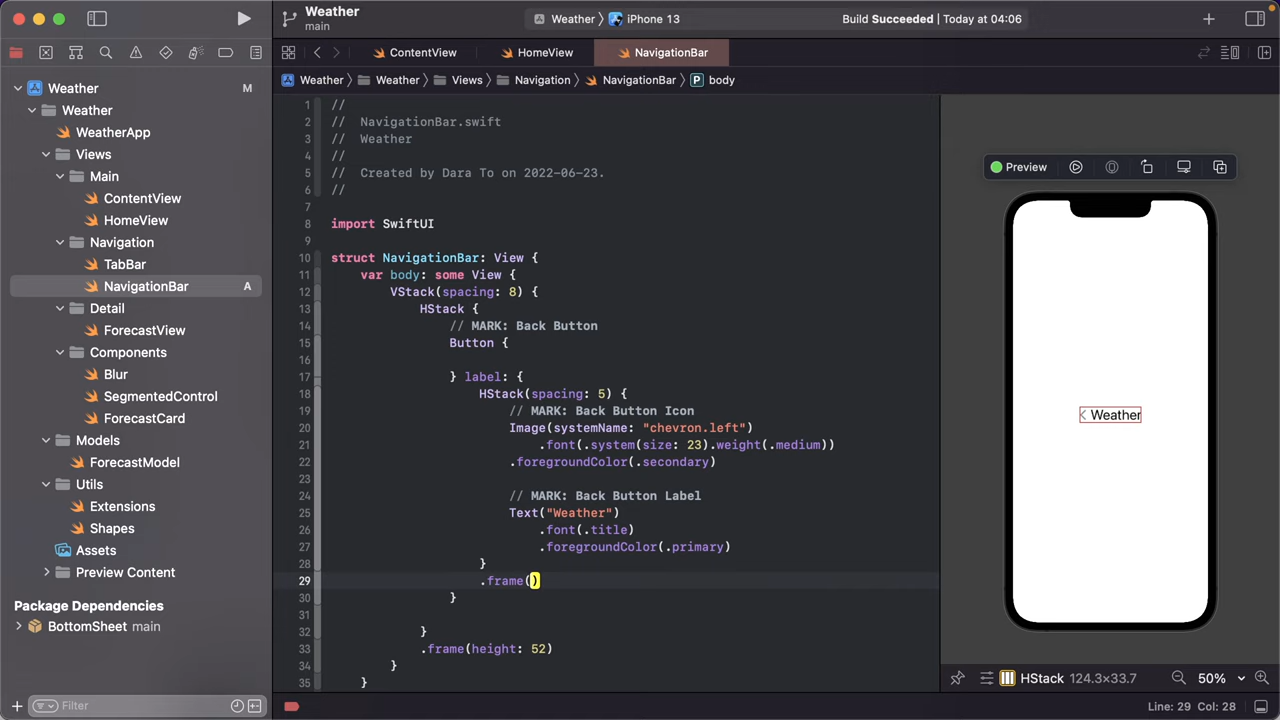 Weather
main
Weather 〉 iPhone 13
Build Succeeded | Today at 04:06
ContentView
HomeView
NavigationBar
Weather 〉 Weather 〉 Views 〉 Navigation 〉 NavigationBar 〉 P body
Weather M
Weather
WeatherApp
Views
Main
ContentView
HomeView
Navigation
TabBar
NavigationBar A
Detail
ForecastView
Components
Blur
SegmentedControl
ForecastCard
Models
ForecastModel
Utils
Extensions
Shapes
Assets
Preview Content
Package Dependencies
BottomSheet main
Filter
1 //
2 //  NavigationBar.swift
3 //  Weather
4 //
5 //  Created by Dara To on 2022-06-23.
6 //
7
8 import SwiftUI
9
10 struct NavigationBar: View {
11     var body: some View {
12         VStack(spacing: 8) {
13             HStack {
14                 // MARK: Back Button
15                 Button {
16
17                 } label: {
18                     HStack(spacing: 5) {
19                         // MARK: Back Button Icon
20                         Image(systemName: "chevron.left")
21                             .font(.system(size: 23).weight(.medium))
22                         .foregroundColor(.secondary)
23
24                         // MARK: Back Button Label
25                         Text("Weather")
26                             .font(.title)
27                             .foregroundColor(.primary)
28                     }
29                     .frame()
30                 }
31
32             }
33             .frame(height: 52)
34         }
35     }
Preview
Weather
HStack 124.3×33.7
50%
Line: 29 Col: 28